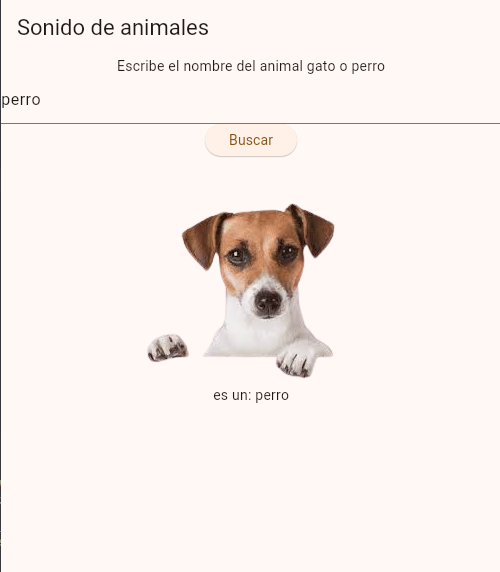 Sonido de animales
Escribe el nombre del animal gato o perro
perro
Buscar
es un: perro